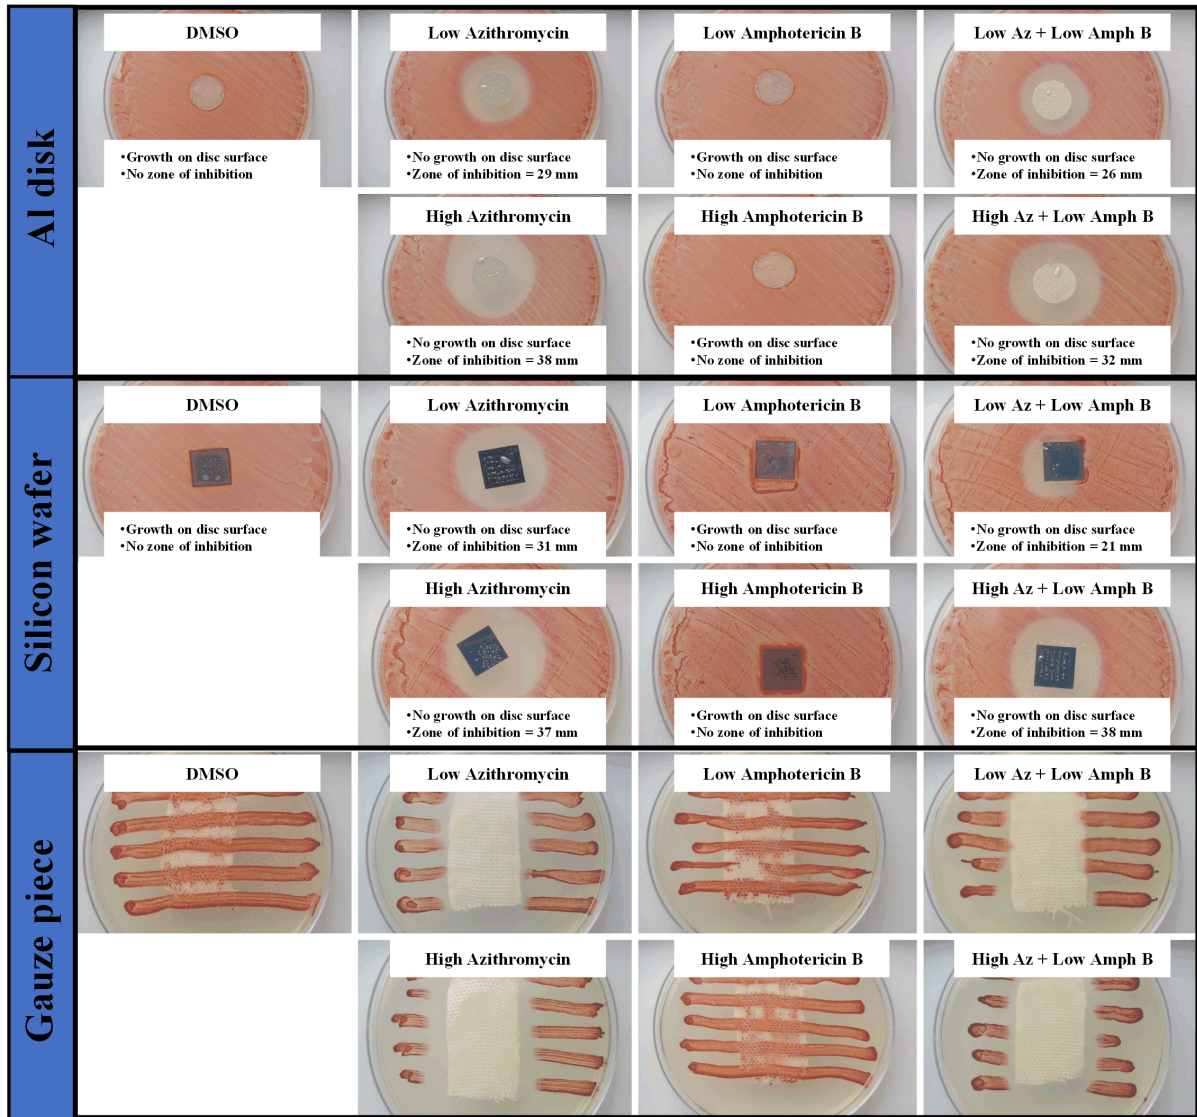 Al disk
DMSO
•Growth on disc surface
•No zone of inhibition
Low Azithromycin
•No growth on disc surface
•Zone of inhibition = 29 mm
Low Amphotericin B
•Growth on disc surface
•No zone of inhibition
Low Az + Low Amph B
•No growth on disc surface
•Zone of inhibition = 26 mm
High Azithromycin
•No growth on disc surface
•Zone of inhibition = 38 mm
High Amphotericin B
•Growth on disc surface
•No zone of inhibition
High Az + Low Amph B
•No growth on disc surface
•Zone of inhibition = 32 mm
Silicon wafer
DMSO
•Growth on disc surface
•No zone of inhibition
Low Azithromycin
•No growth on disc surface
•Zone of inhibition = 31 mm
Low Amphotericin B
•Growth on disc surface
•No zone of inhibition
Low Az + Low Amph B
•No growth on disc surface
•Zone of inhibition = 21 mm
High Azithromycin
•No growth on disc surface
•Zone of inhibition = 37 mm
High Amphotericin B
•Growth on disc surface
•No zone of inhibition
High Az + Low Amph B
•No growth on disc surface
•Zone of inhibition = 38 mm
Gauze piece
DMSO
Low Azithromycin
Low Amphotericin B
Low Az + Low Amph B
High Azithromycin
High Amphotericin B
High Az + Low Amph B